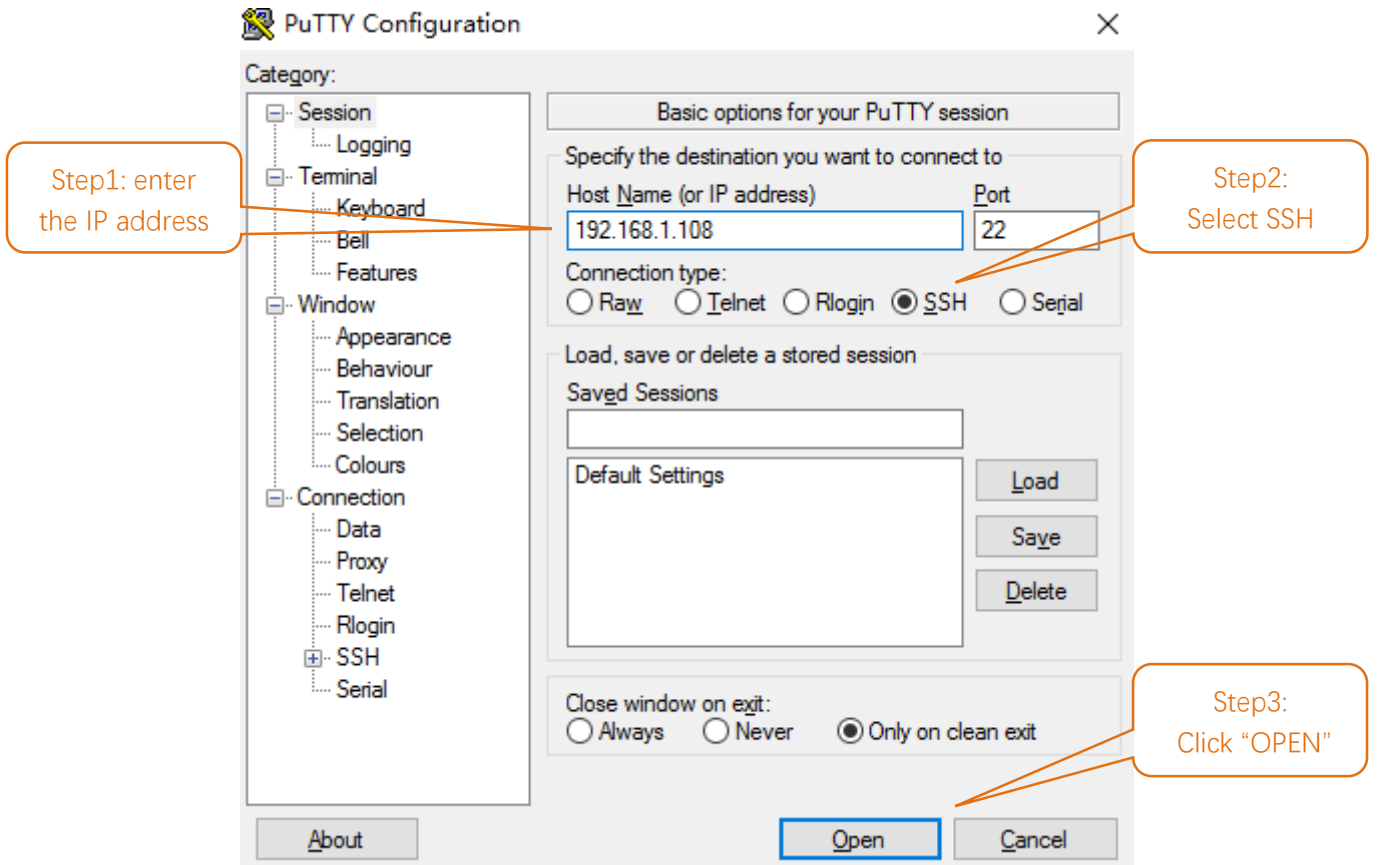 PuTTY Configuration
Category:
Session
Logging
Terminal
Keyboard
Bell
Features
Window
Appearance
Behaviour
Translation
Selection
Colours
Connection
Data
Proxy
Telnet
Rlogin
SSH
Serial
Basic options for your PuTTY session
Specify the destination you want to connect to
Host Name (or IP address) Port
192.168.1.108 22
Connection type:
Raw Telnet Rlogin SSH Serial
Load, save or delete a stored session
Saved Sessions
Default Settings
Load
Save
Delete
Close window on exit:
Always Never Only on clean exit
About Open Cancel
Step1: enter
the IP address
Step2:
Select SSH
Step3:
Click “OPEN”